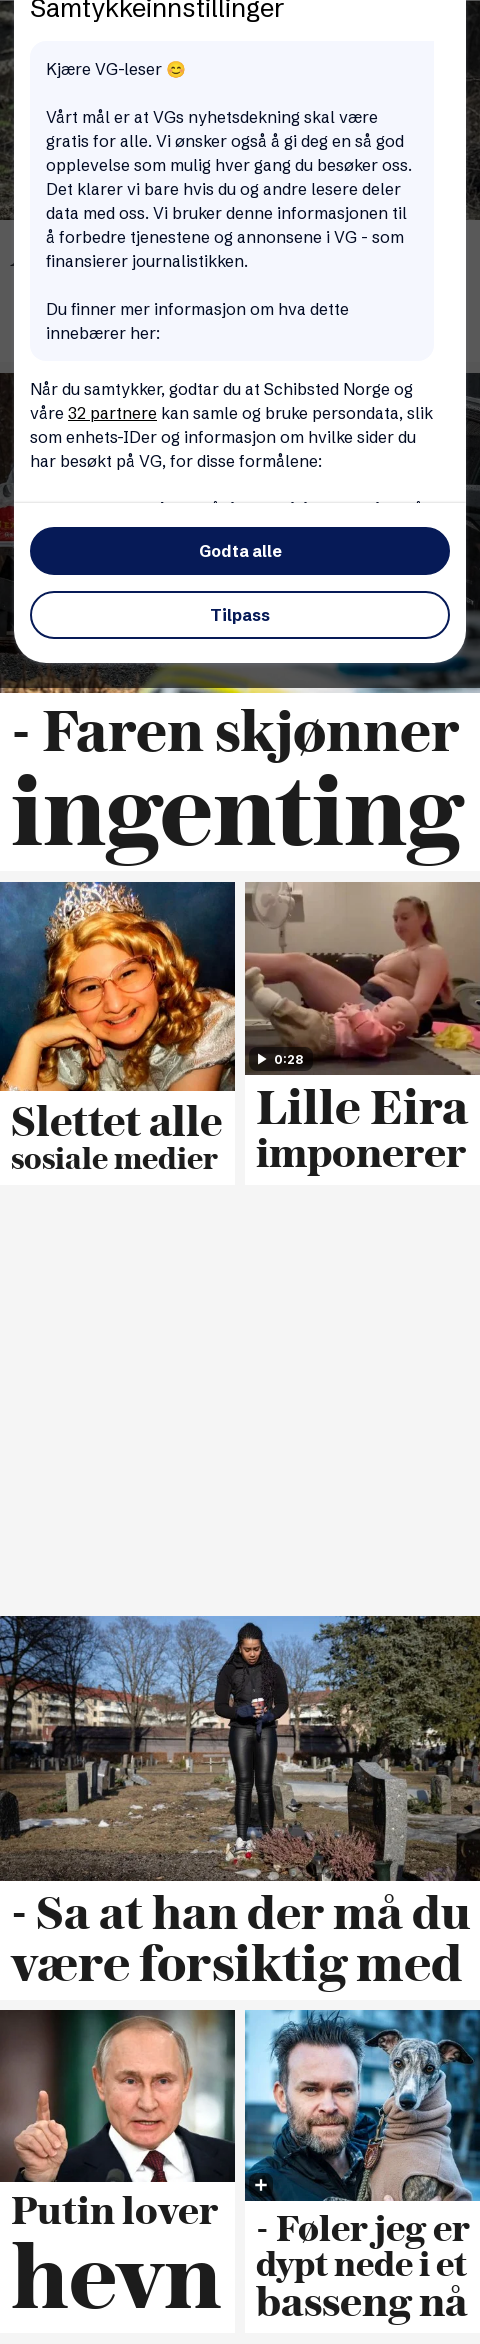 Samtykkeinnstillinger
Kjære VG-leser 😊
Vårt mål er at VGs nyhetsdekning skal være
gratis for alle. Vi ønsker også å gi deg en så god
opplevelse som mulig hver gang du besøker oss.
Det klarer vi bare hvis du og andre lesere deler
data med oss. Vi bruker denne informasjonen til
å forbedre tjenestene og annonsene i VG - som
finansierer journalistikken.
Du finner mer informasjon om hva dette
innebærer her:
Når du samtykker, godtar du at Schibsted Norge og
våre 32 partnere kan samle og bruke persondata, slik
som enhets-IDer og informasjon om hvilke sider du
har besøkt på VG, for disse formålene:
Godta alle
Tilpass
- Faren skjønner
ingenting
Slettet alle
sosiale medier
0:28
Lille Eira
imponerer
- Sa at han der må du
være forsiktig med
Putin lover
hevn
- Føler jeg er
dypt nede i et
basseng nå